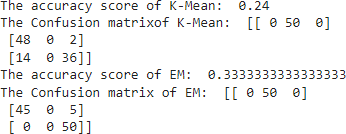 The accuracy score of K-Mean:  0.24
The Confusion matrixof K-Mean:  [[ 0 50  0]
 [48  0  2]
 [14  0 36]]
The accuracy score of EM:  0.3333333333333333
The Confusion matrix of EM:  [[ 0 50  0]
 [45  0  5]
 [ 0  0 50]]